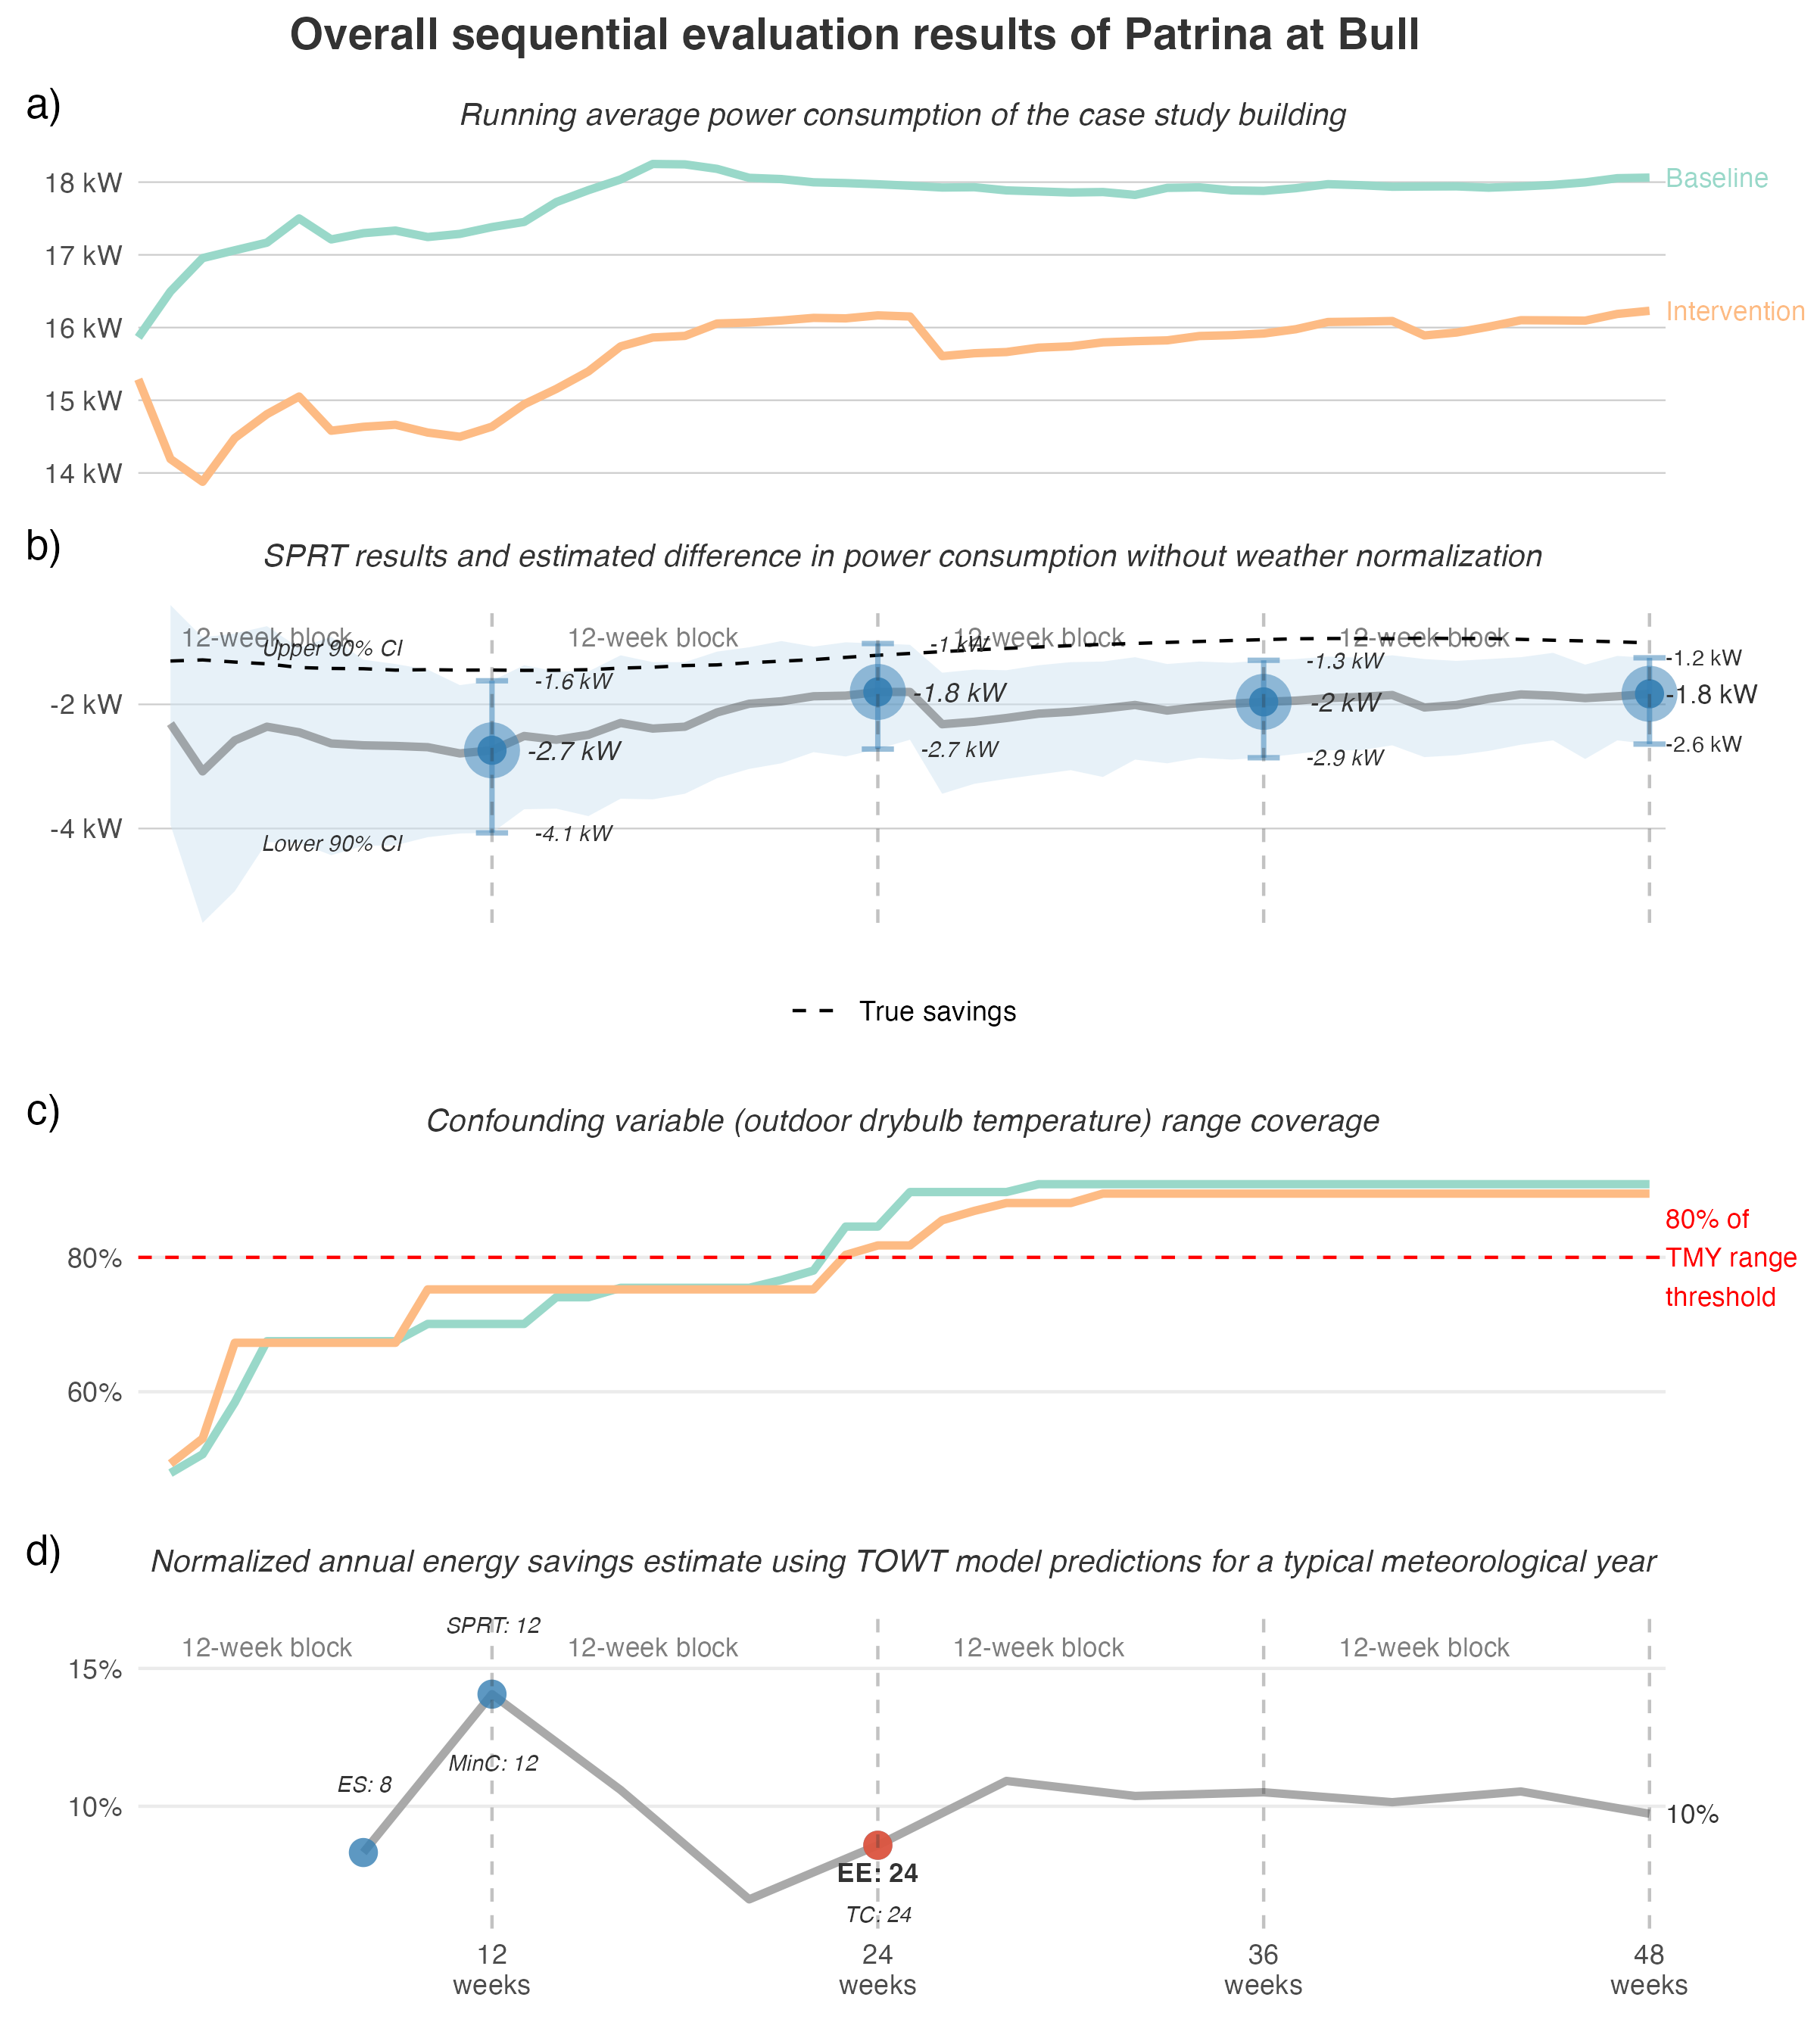 Overall sequential evaluation results of Patrina at Bull
a)
Running average power consumption of the case study building
18 kW
17 kW
16 kW
15 kW
14 kW
Baseline
Intervention
b)
SPRT results and estimated difference in power consumption without weather normalization
12-week block
12-week block
12-week block
12-week block
Upper 90% CI
Lower 90% CI
-2 kW
-4 kW
-1.6 kW
-2.7 kW
-4.1 kW
-1 kW
-1.8 kW
-2.7 kW
-1.3 kW
-2 kW
-2.9 kW
-1.2 kW
-1.8 kW
-2.6 kW
True savings
c)
Confounding variable (outdoor drybulb temperature) range coverage
80%
60%
80% of
TMY range
threshold
d)
Normalized annual energy savings estimate using TOWT model predictions for a typical meteorological year
SPRT: 12
12-week block
12-week block
12-week block
12-week block
15%
10%
ES: 8
MinC: 12
EE: 24
TC: 24
10%
12
weeks
24
weeks
36
weeks
48
weeks